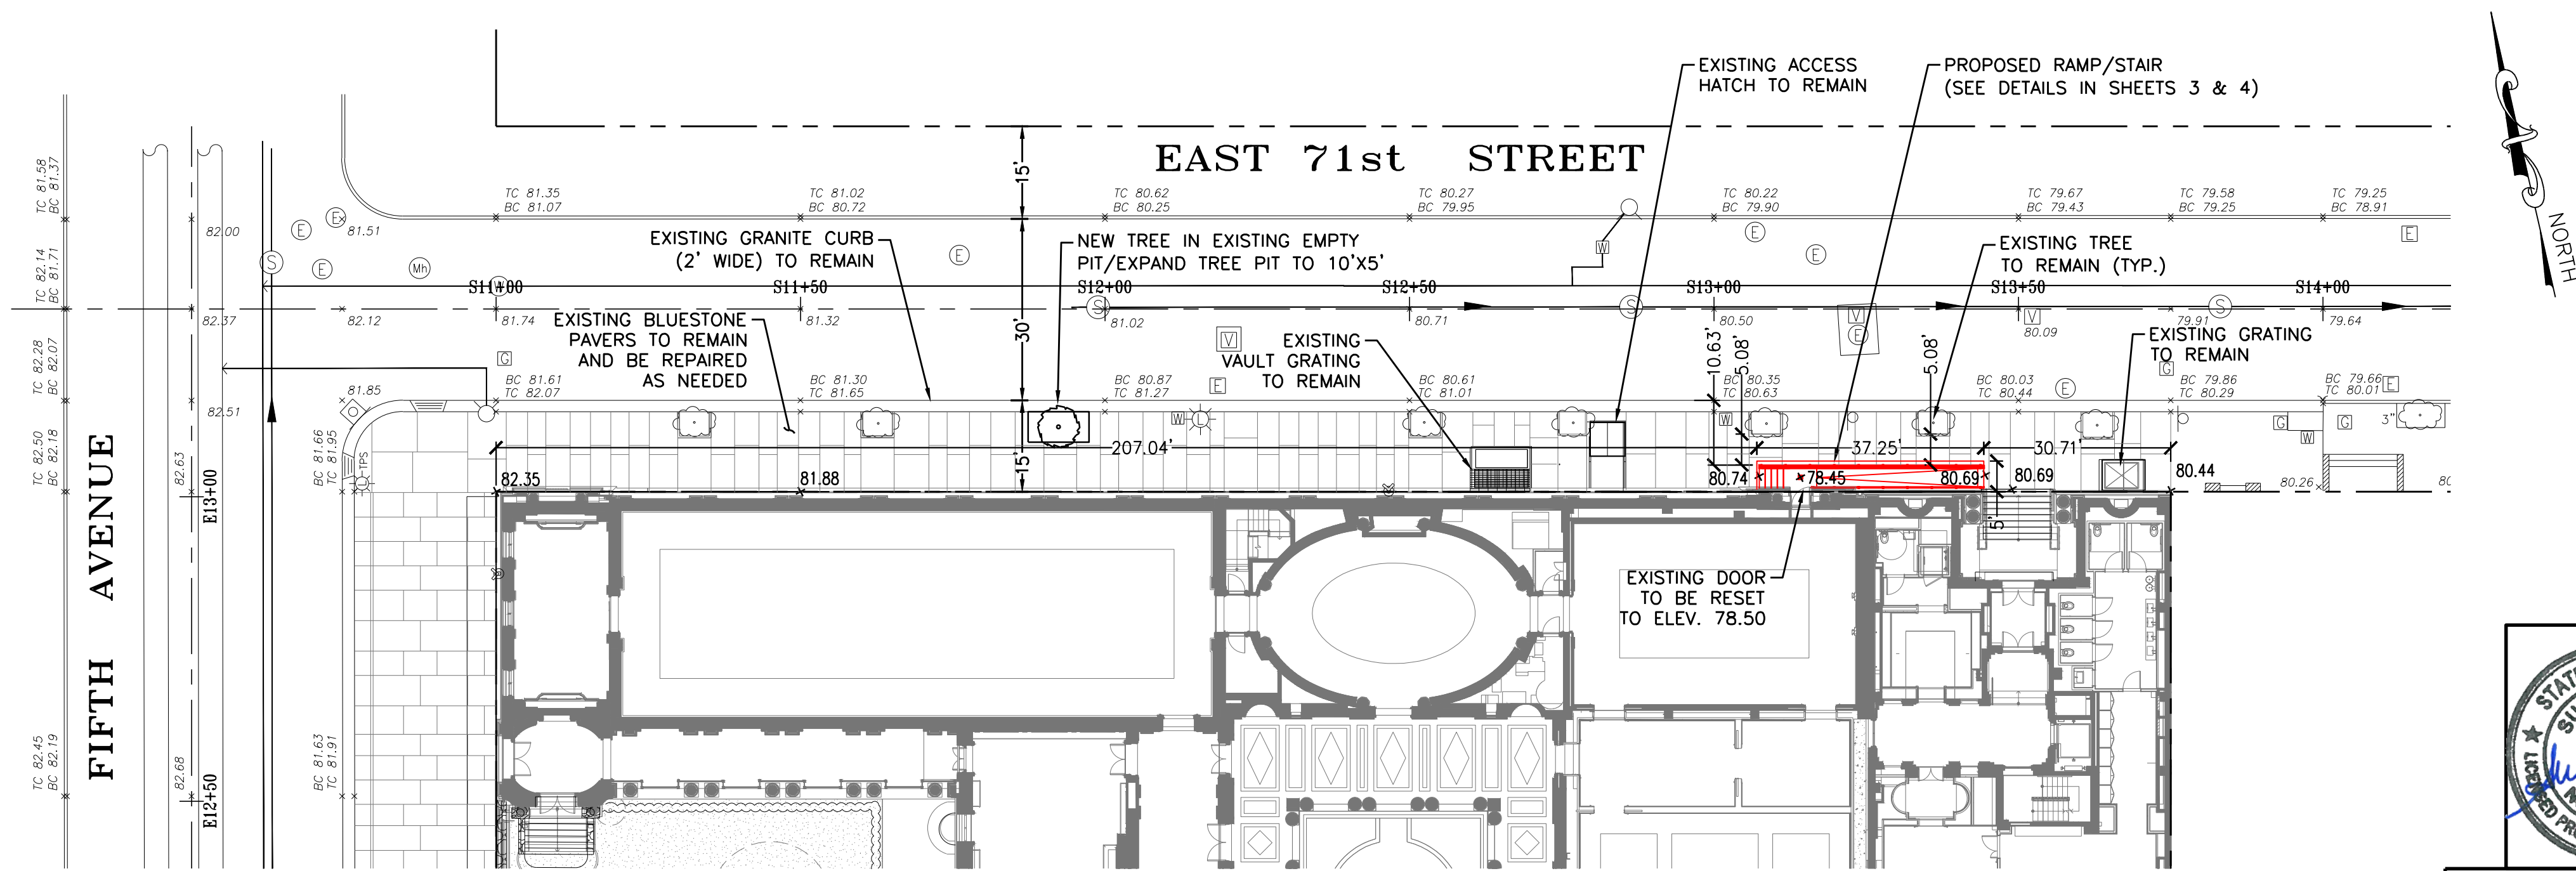 EXISTING ACCESS
HATCH TO REMAIN
PROPOSED RAMP/STAIR
(SEE DETAILS IN SHEETS 3 & 4)
EAST 71st STREET
15'
NORTH
TC 81.58
BC 81.37
TC 81.35
BC 81.07
TC 81.02
BC 80.72
TC 80.62
BC 80.25
TC 80.27
BC 79.95
TC 80.22
BC 79.90
TC 79.67
BC 79.43
TC 79.58
BC 79.25
TC 79.25
BC 78.91
82.00
E
E
81.51
E
Mh
S
EXISTING GRANITE CURB
(2' WIDE) TO REMAIN
E
NEW TREE IN EXISTING EMPTY
PIT/EXPAND TREE PIT TO 10'X5'
W
E
E
EXISTING TREE
TO REMAIN (TYP.)
E
TC 82.14
BC 81.71
W
S11+00
S11+50
S12+00
S12+50
S13+00
S13+50
S14+00
S
S
S
82.37
82.12
81.74
81.32
81.02
80.71
80.50
80.09
79.91
79.64
V
E
V
30'
EXISTING BLUESTONE
PAVERS TO REMAIN
AND BE REPAIRED
AS NEEDED
V
EXISTING
VAULT GRATING
TO REMAIN
10.63'
5.08'
5.08'
EXISTING GRATING
TO REMAIN
G
G
TC 82.28
BC 82.07
81.85
82.51
BC 81.61
TC 82.07
BC 81.30
TC 81.65
BC 80.87
TC 81.27
E
BC 80.61
TC 81.01
BC 80.35
TC 80.63
BC 80.03
TC 80.44
E
BC 79.86
TC 80.29
BC 79.66
TC 80.01
E
W
L
W
G
W
G
3"
FIFTH AVENUE
TC 82.50
BC 82.18
82.63
E13+00
BC 81.66
TC 81.95
L
TPS
207.04'
15'
37.25'
30.71'
82.35
81.88
80.74
78.45
80.69
80.69
80.44
80.26
5'
EXISTING DOOR
TO BE RESET
TO ELEV. 78.50
TC 82.45
BC 82.19
82.68
E12+50
BC 81.63
TC 81.91